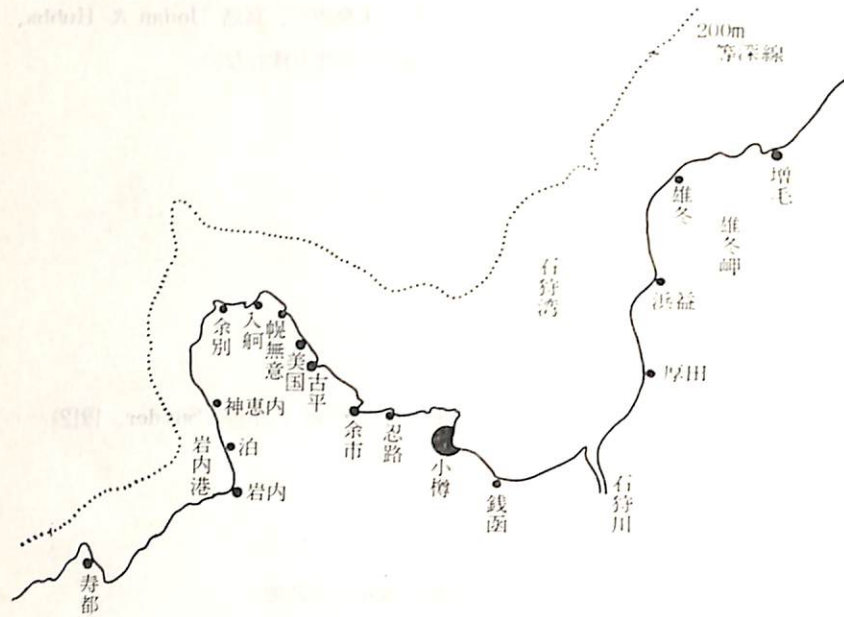 200m
等深線
増毛
雄冬
雄冬岬
石狩湾
浜益
厚田
余別
入舸
幌無意
美国
古平
神恵内
余市
忍路
小樽
泊
岩内港
岩内
銭函
石狩川
寿都